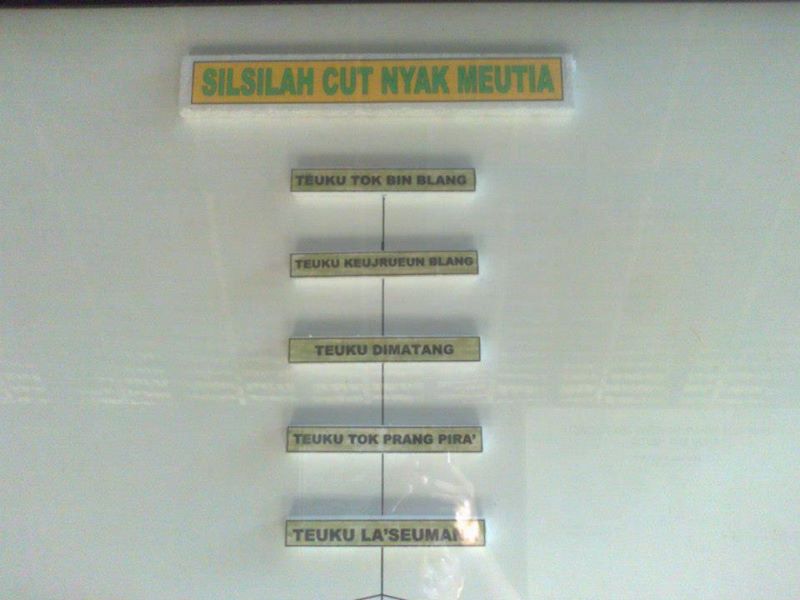 SILSILAH CUT NYAK MEUTIA
TEUKU TOK BIN BLANG
TEUKU KEUJRUEUN BLANG
TEUKU DIMATANG
TEUKU TOK PRANG PIRA'
TEUKU